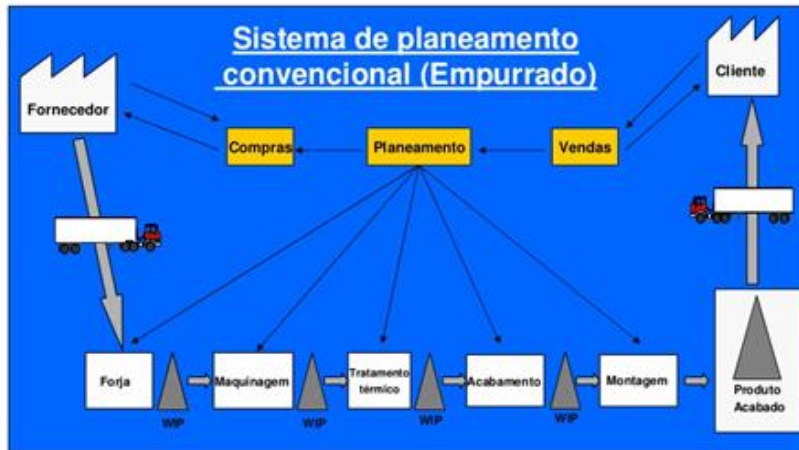 Sistema de planeamento
convencional (Empurrado)
Cliente
Fornecedor
Compras
Planeamento
Vendas
Forja
Maquinagem
Tratamento
térmico
Acabamento
Montagem
Produto
Acabado
WIP
WIP
WIP
WIP